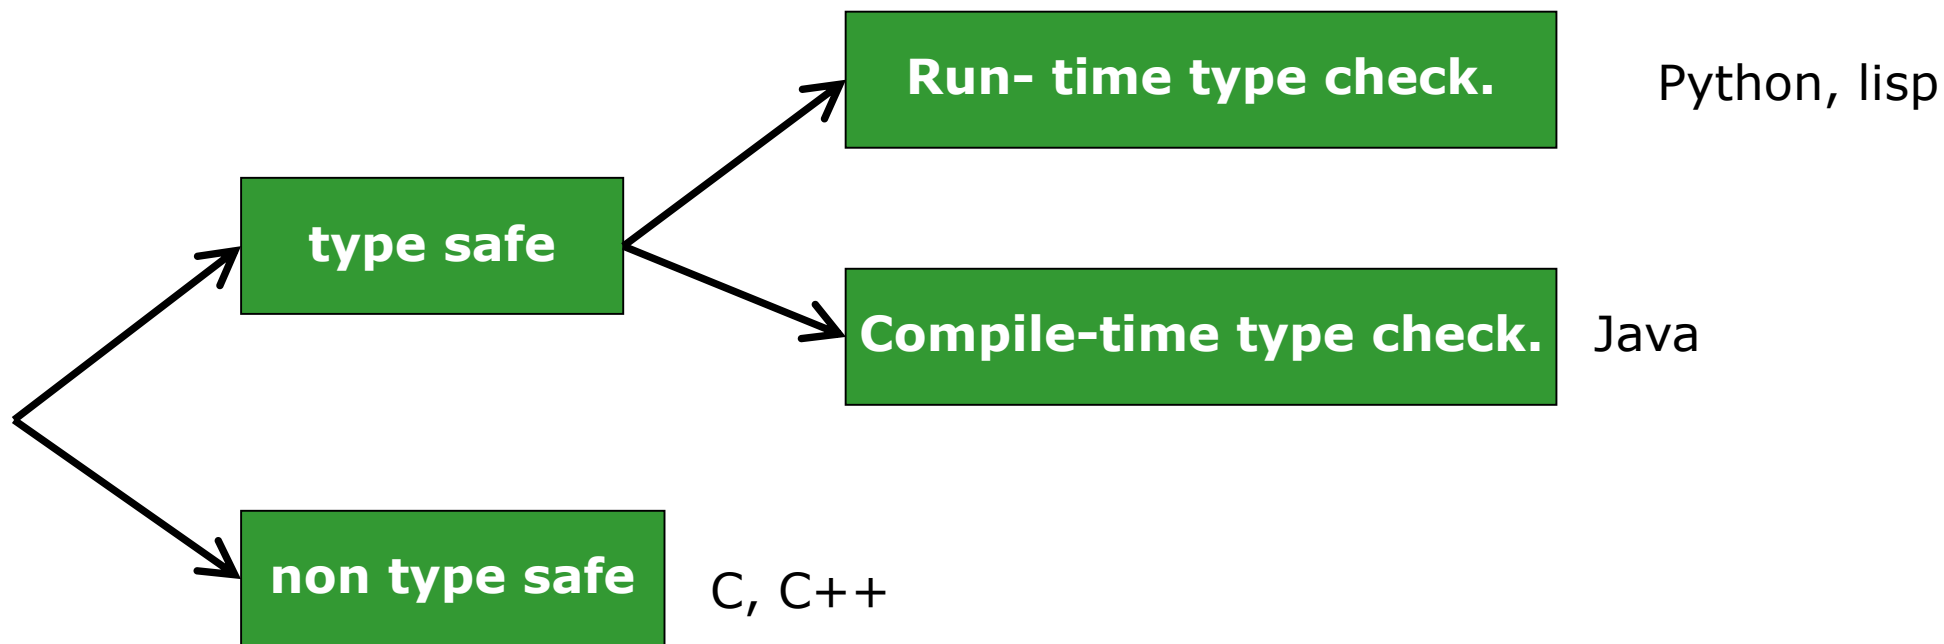 Run- time type check.
Python, lisp
type safe
Compile-time type check.
Java
non type safe
C, C++